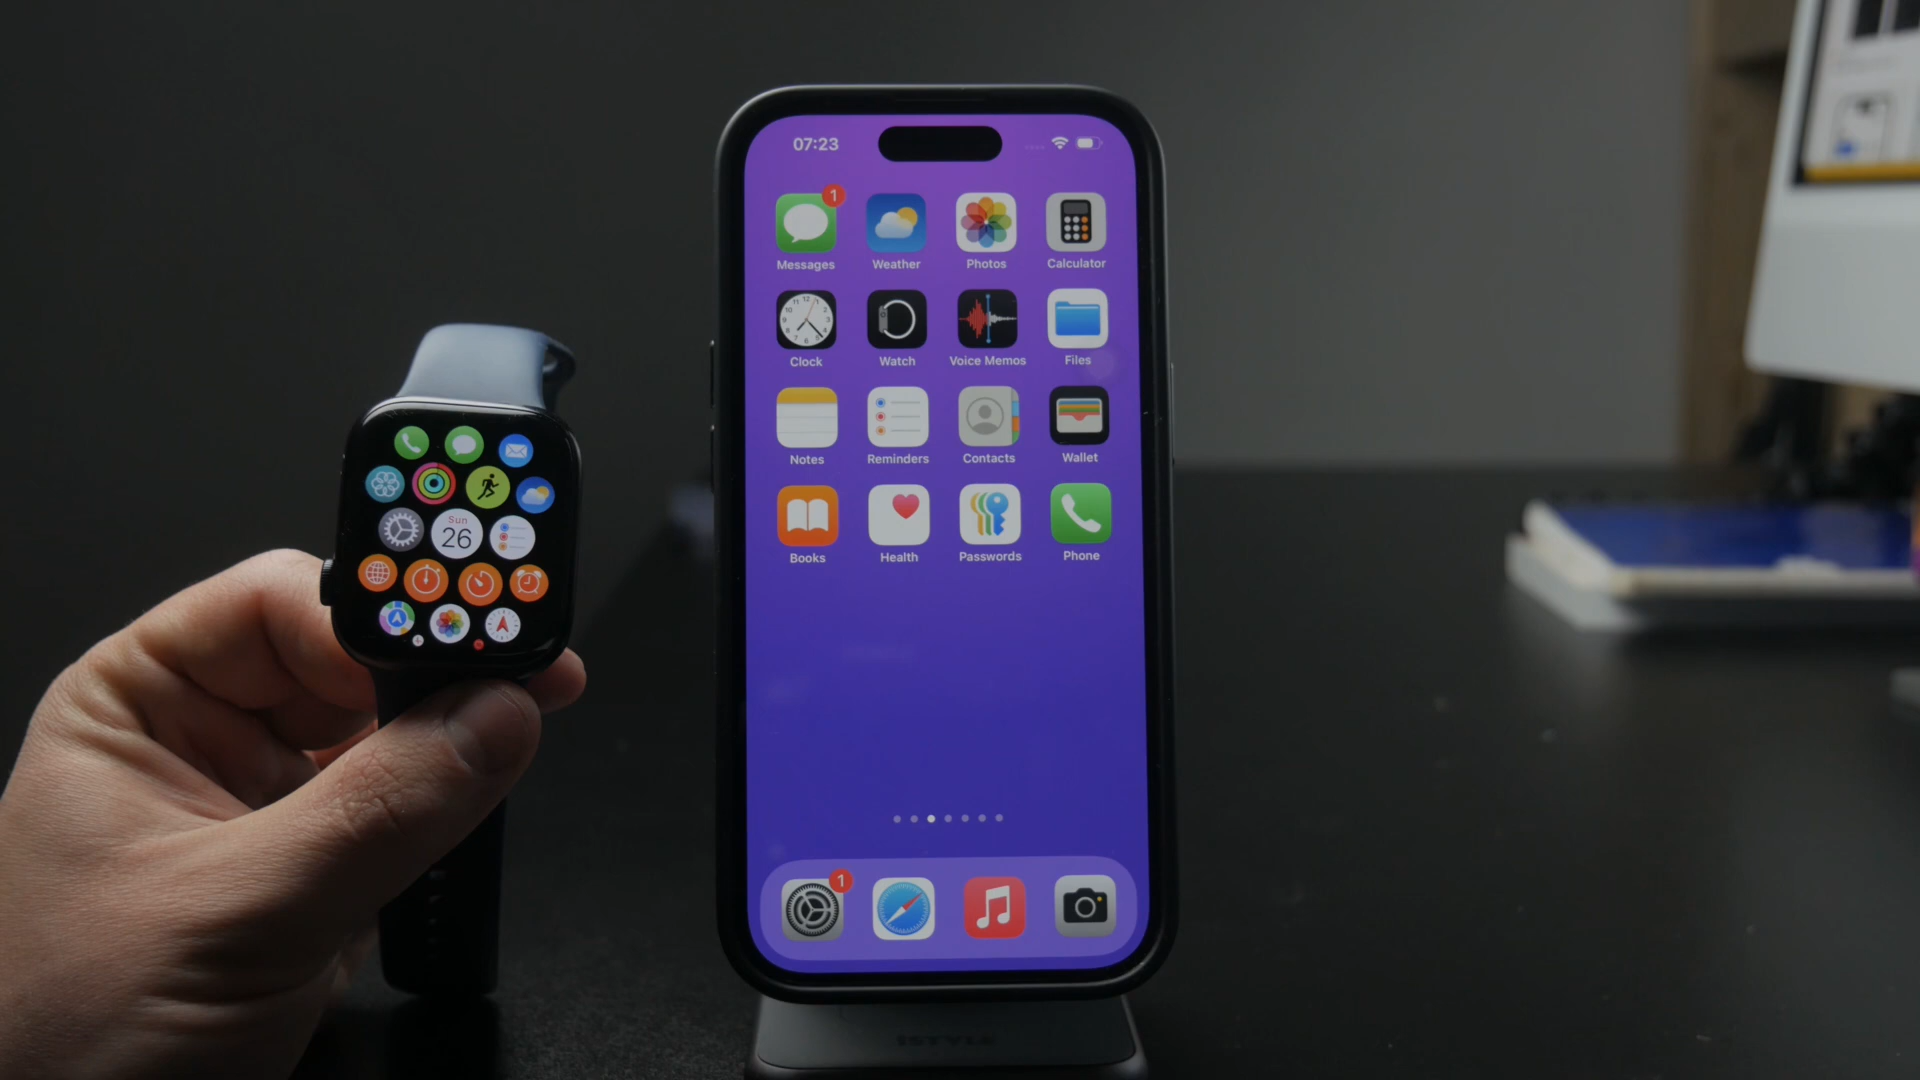 07:23
1
Messages
Weather
Photos
Calculator
Clock
Watch
Voice Memos
Files
Notes
Reminders
Contacts
Wallet
Books
Health
Passwords
Phone
1
Sun
26
iSTYLE